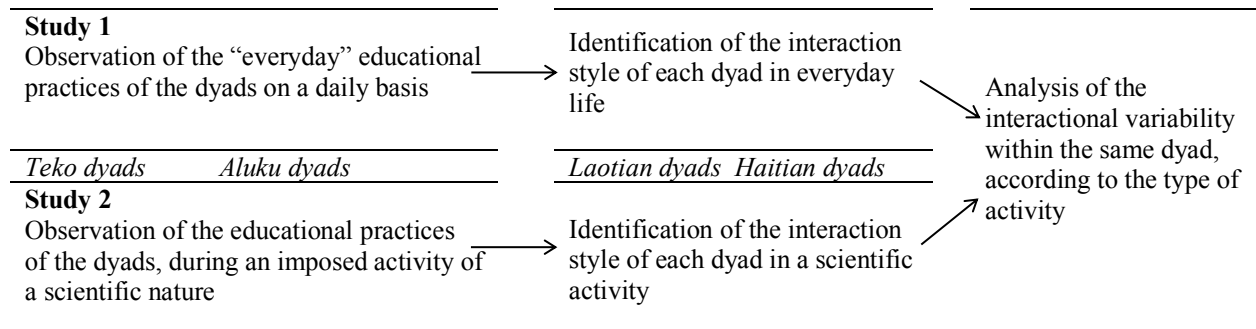 Study 1
Observation of the “everyday” educational
practices of the dyads on a daily basis
Identification of the interaction
style of each dyad in everyday
life
Teko dyads Aluku dyads
Laotian dyads Haitian dyads
Study 2
Observation of the educational practices
of the dyads, during an imposed activity of
a scientific nature
Identification of the interaction
style of each dyad in a scientific
activity
Analysis of the
interactional variability
within the same dyad,
according to the type of
activity